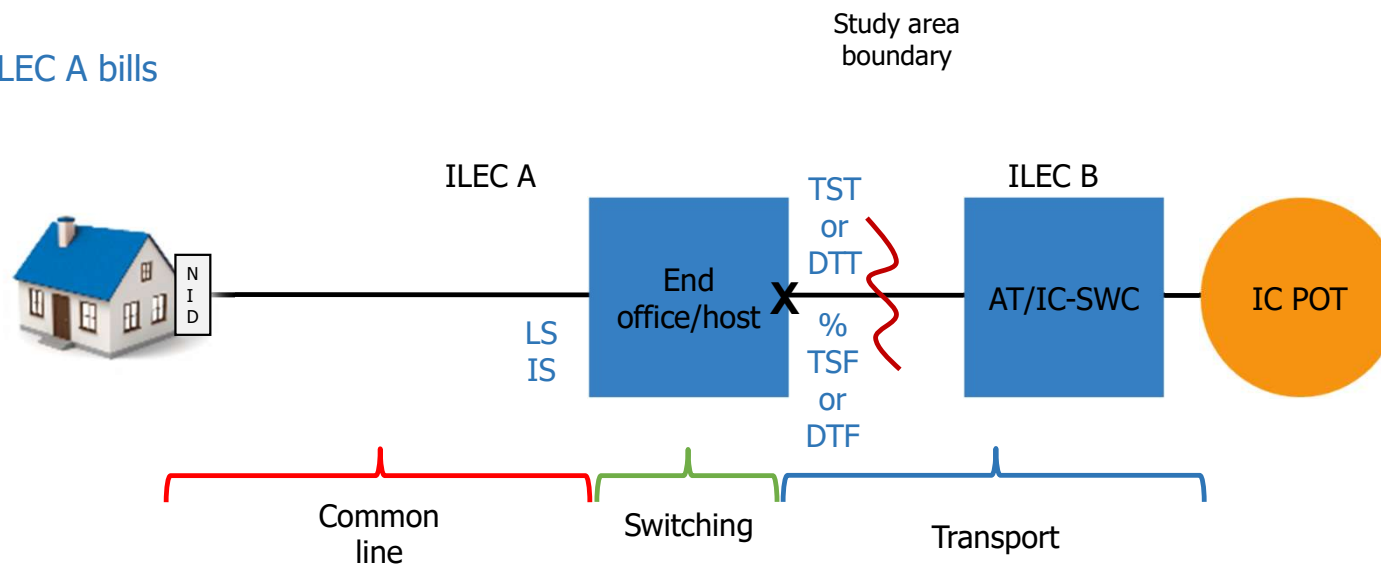 Study area
boundary
LEC A bills
ILEC A
ILEC B
TST
or
DTT
N
I
D
End
office/host
X
AT/IC-SWC
IC POT
LS
IS
%
TSF
or
DTF
Common
line
Switching
Transport